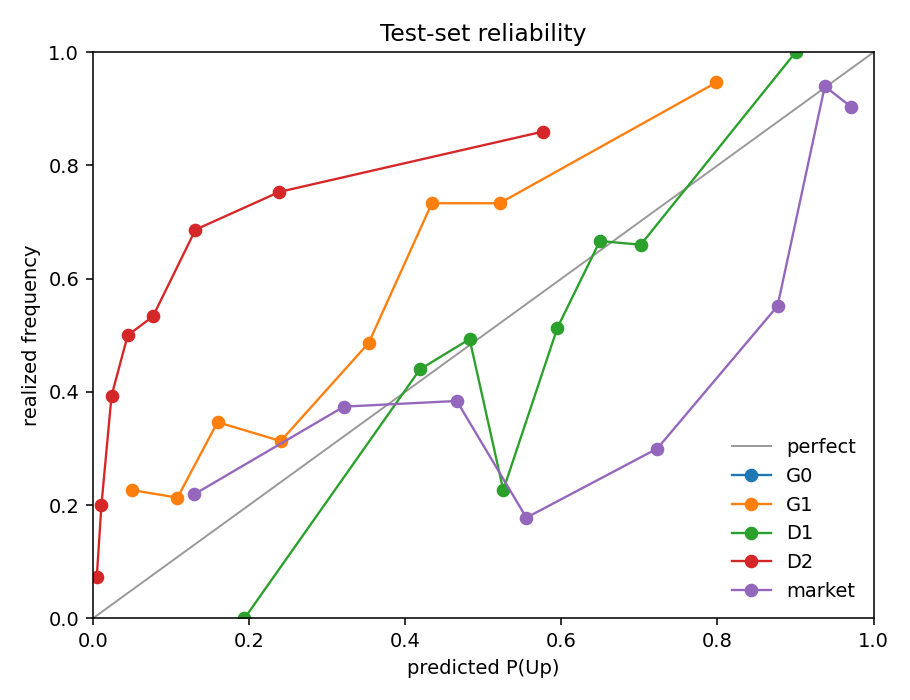 Test-set reliability
1.0
0.8
0.6
0.4
0.2
0.0
realized frequency
0.0 0.2 0.4 0.6 0.8 1.0
predicted P(Up)
perfect
G0
G1
D1
D2
market